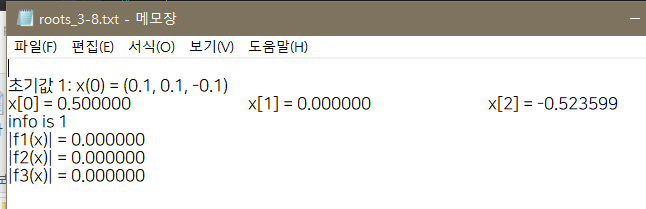 roots_3-8.txt - 메모장
파일(F) 편집(E) 서식(O) 보기(V) 도움말(H)
초기값 1: x(0) = (0.1, 0.1, -0.1)
x[0] = 0.500000 x[1] = 0.000000 x[2] = -0.523599
info is 1
|f1(x)| = 0.000000
|f2(x)| = 0.000000
|f3(x)| = 0.000000